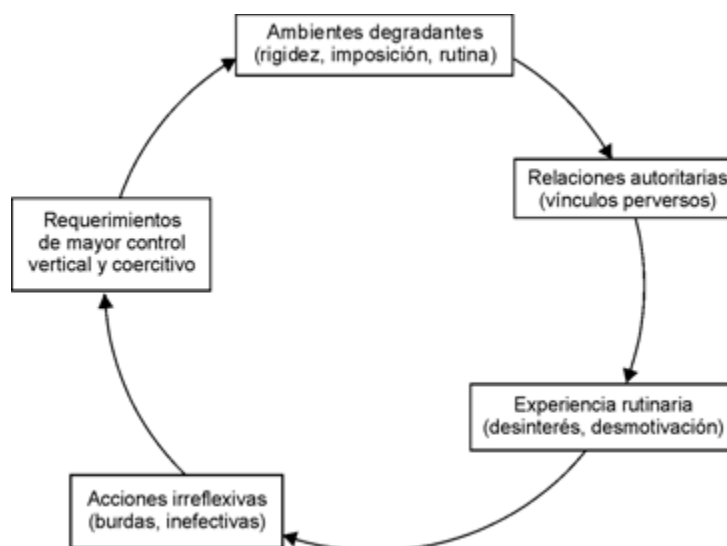 Ambientes degradantes
(rigidez, imposición, rutina)
Relaciones autoritarias
(vínculos perversos)
Experiencia rutinaria
(desinterés, desmotivación)
Acciones irreflexivas
(burdas, inefectivas)
Requerimientos
de mayor control
vertical y coercitivo